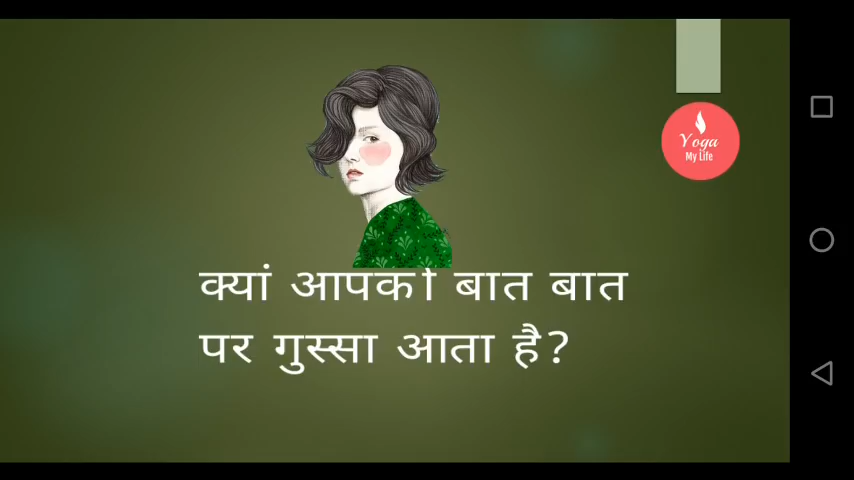 Yoga
My Life
क्यां आपको बात बात
पर गुस्सा आता है?